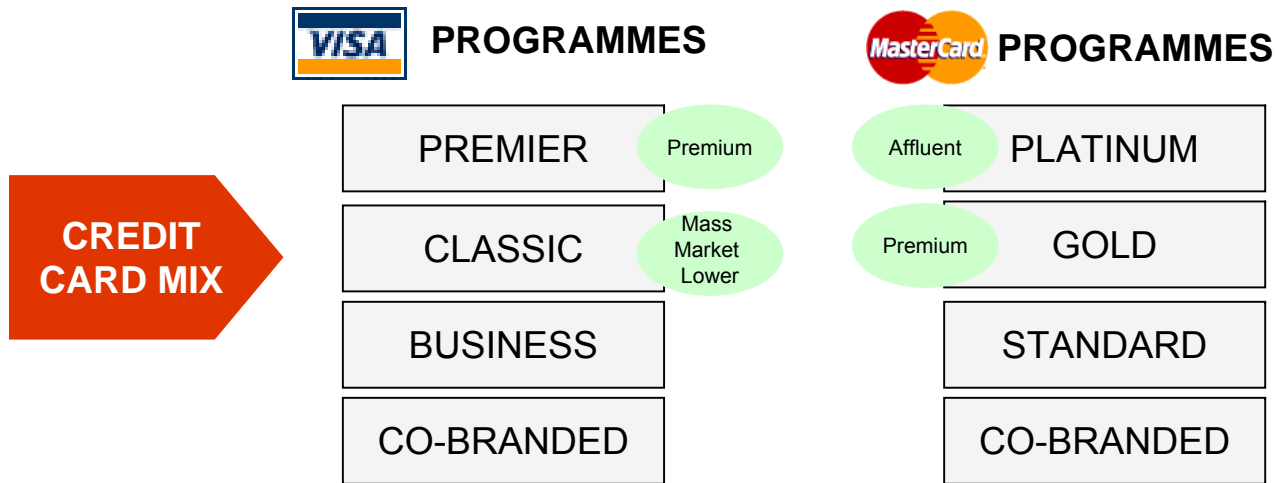 VISA PROGRAMMES
MasterCard PROGRAMMES
CREDIT
CARD MIX
PREMIER
Premium
CLASSIC
Mass
Market
Lower
BUSINESS
CO-BRANDED
Affluent
PLATINUM
Premium
GOLD
STANDARD
CO-BRANDED